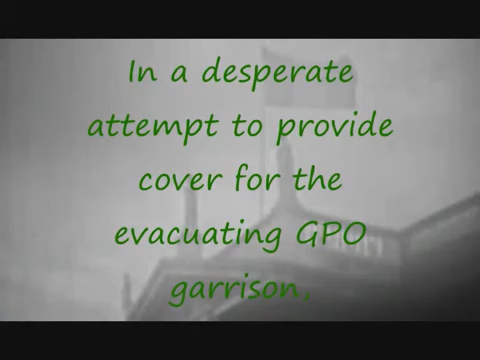 In a desperate
attempt to provide
cover for the
evacuating GPO
garrison,